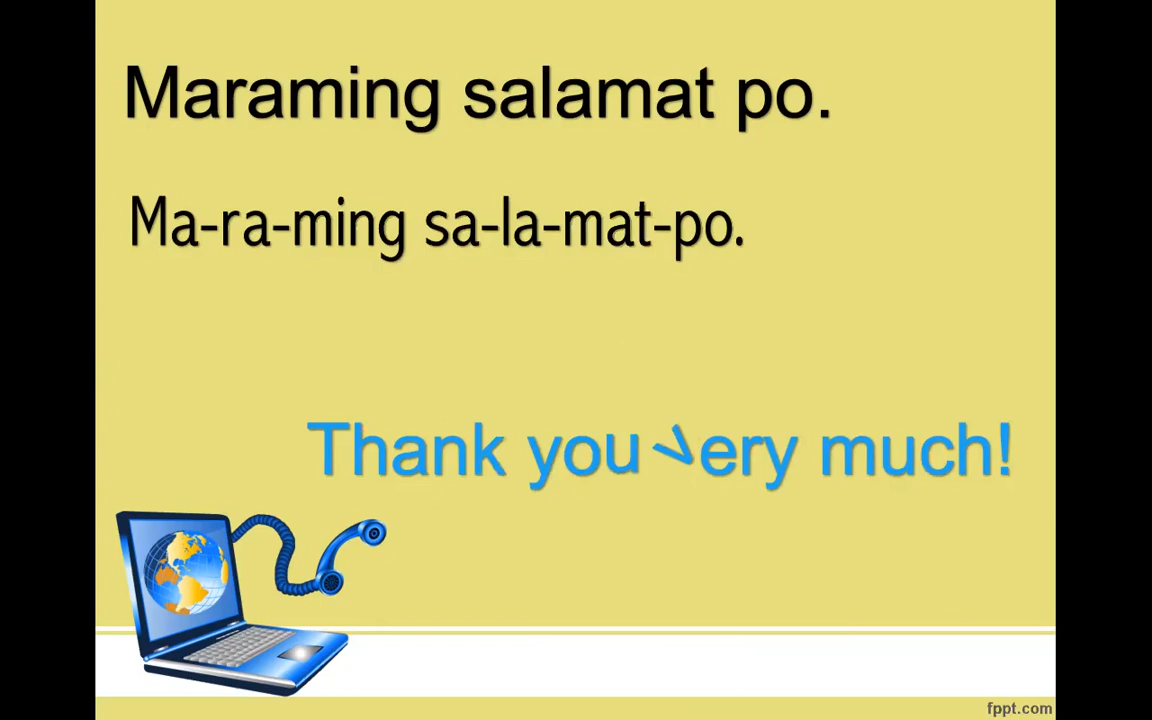 Maraming salamat po.
Ma-ra-ming sa-la-mat-po.
Thank you very much!
fppt.com